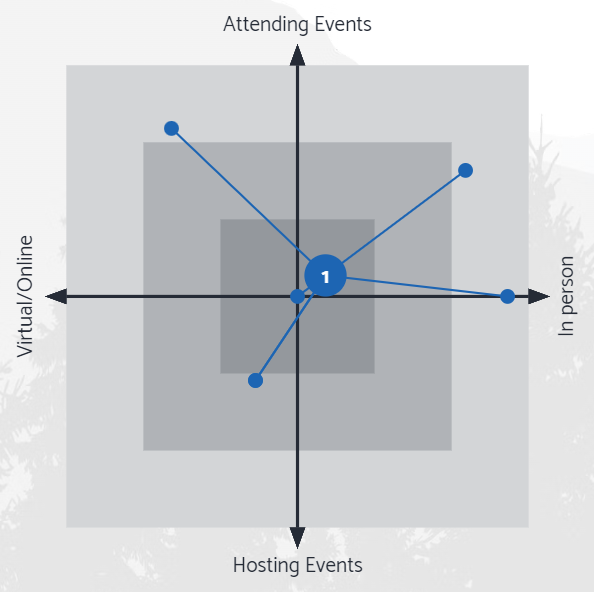 Attending Events
Virtual/Online
1
In person
Hosting Events